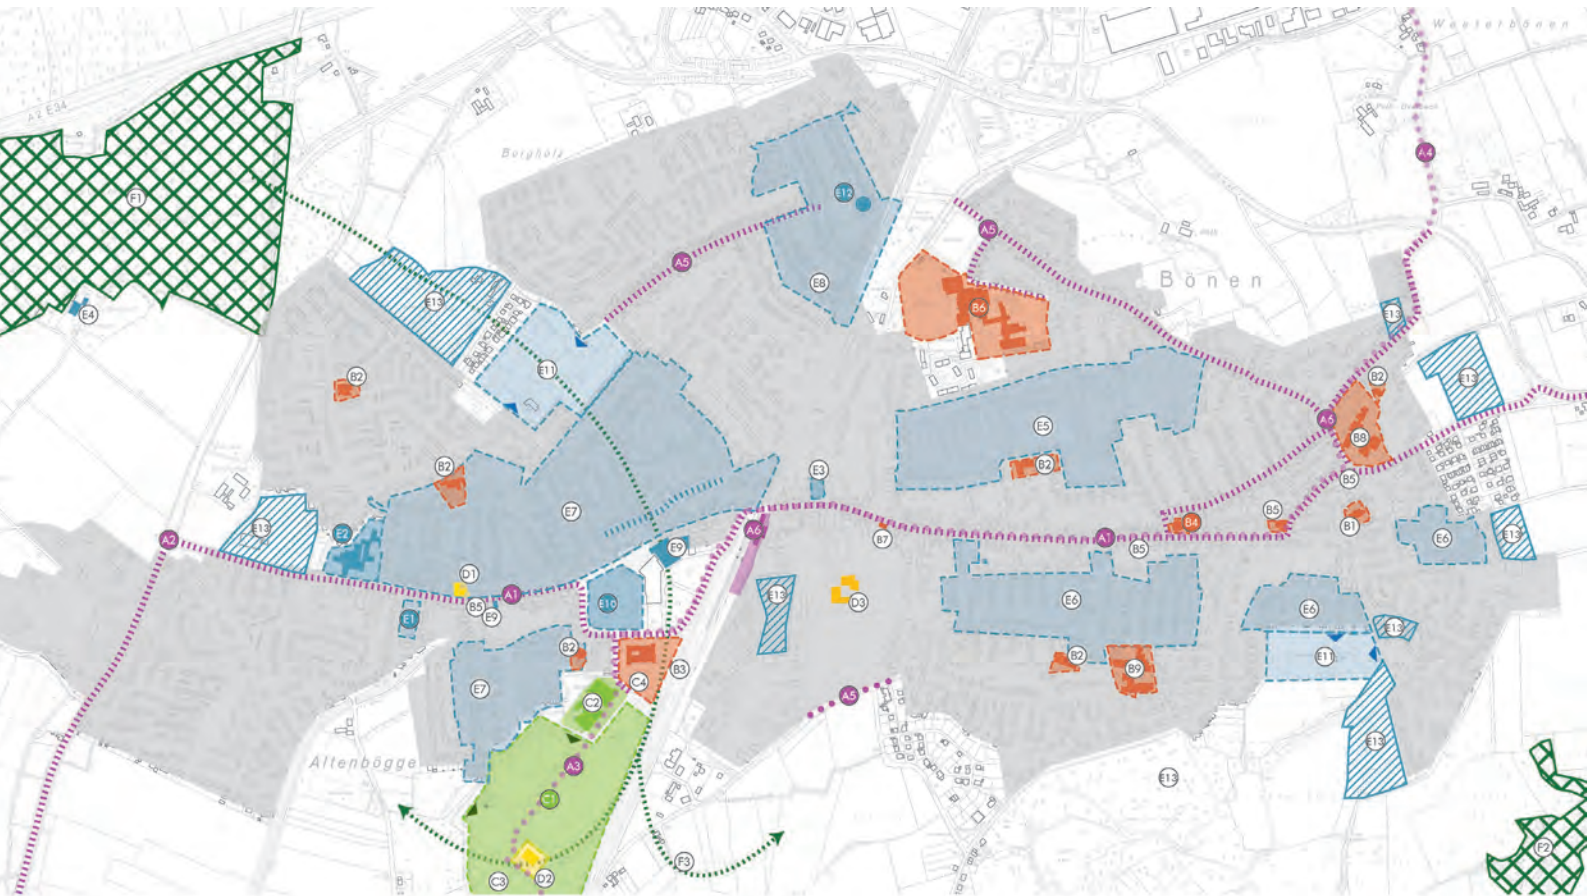 Westerbönen
A2 E34
A4
Borgholz
E12
F1
A5
A5
Bönen
E8
E13
B6
E4
E13
E11
B2
B2
E13
A6
E5
B8
B2
B2
E3
B5
E7
E13
E2
A2
A6
B7
B4
B5
B1
A1
B5
E6
E13
E9
D1
A1
B5
E9
E10
E1
E13
D3
E6
E6
E13
B2
B3
B2
B9
E11
C4
E7
C2
A5
Altenbögge
A3
E13
E13
C1
F2
F3
C3
D2